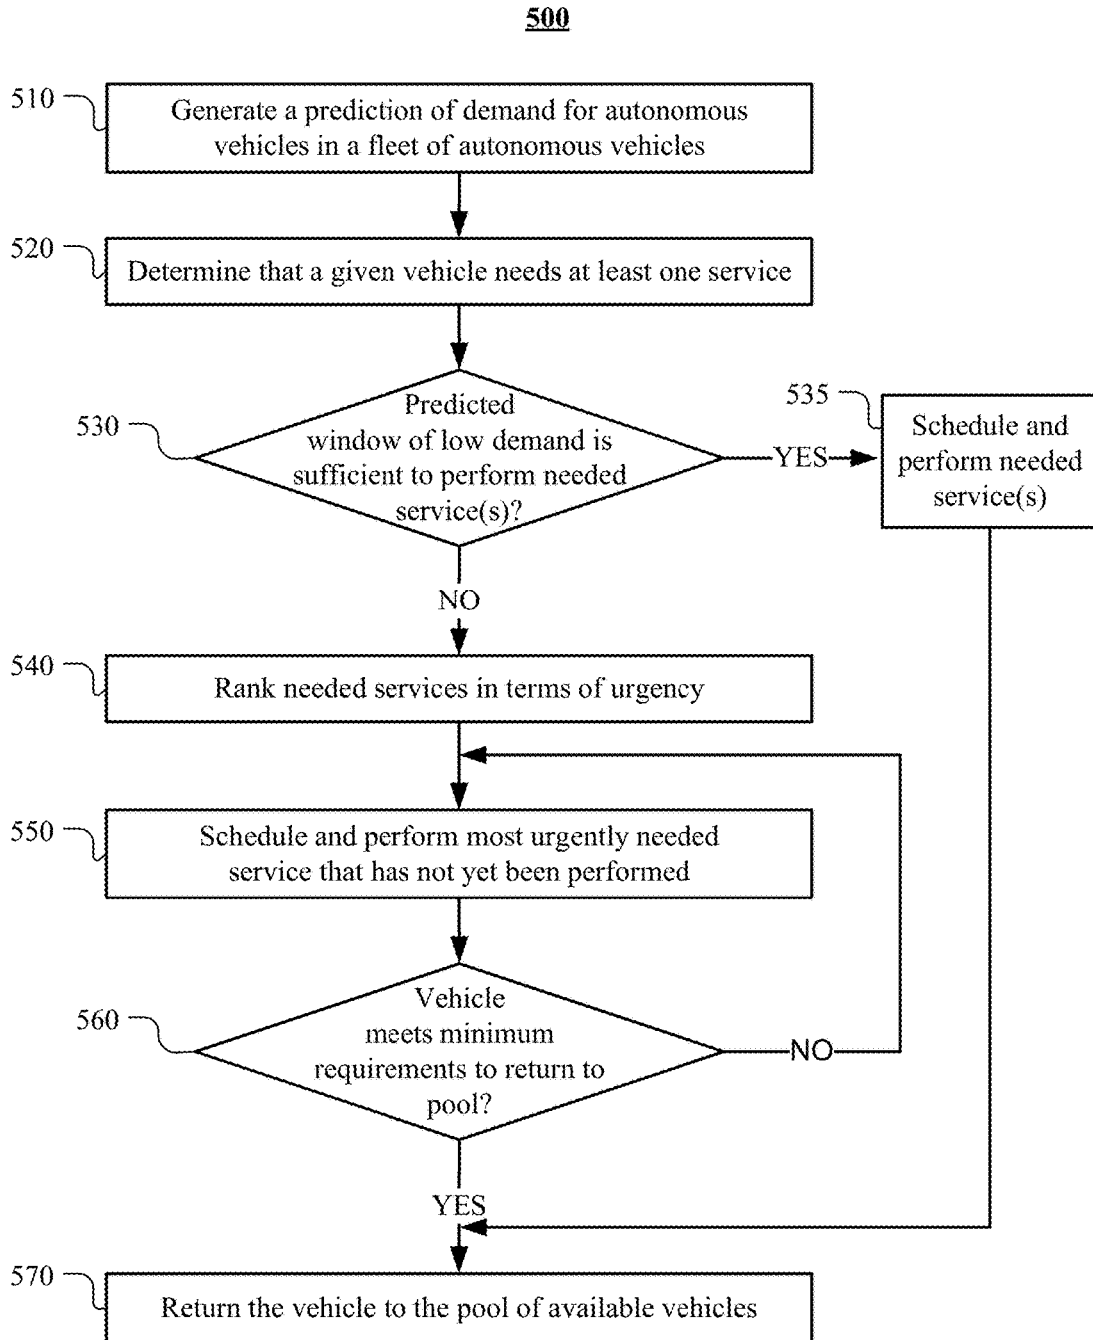 500
510
Generate a prediction of demand for autonomous
vehicles in a fleet of autonomous vehicles
520
Determine that a given vehicle needs at least one service
530
Predicted
window of low demand is
sufficient to perform needed
service(s)?
YES
535
Schedule and
perform needed
service(s)
NO
540
Rank needed services in terms of urgency
550
Schedule and perform most urgently needed
service that has not yet been performed
560
Vehicle
meets minimum
requirements to return to
pool?
NO
YES
570
Return the vehicle to the pool of available vehicles